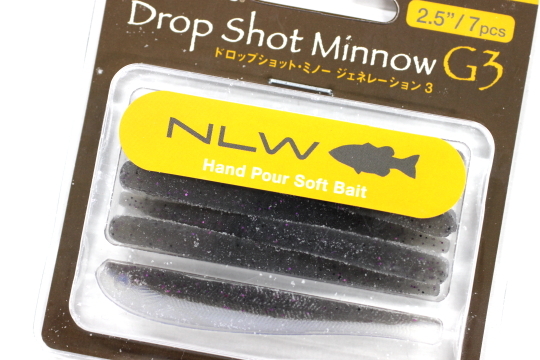 2.5"/7pcs
Drop Shot Minnow G3
ドロップショット・ミノー ジェネレーション 3
NLW
Hand Pour Soft Bait